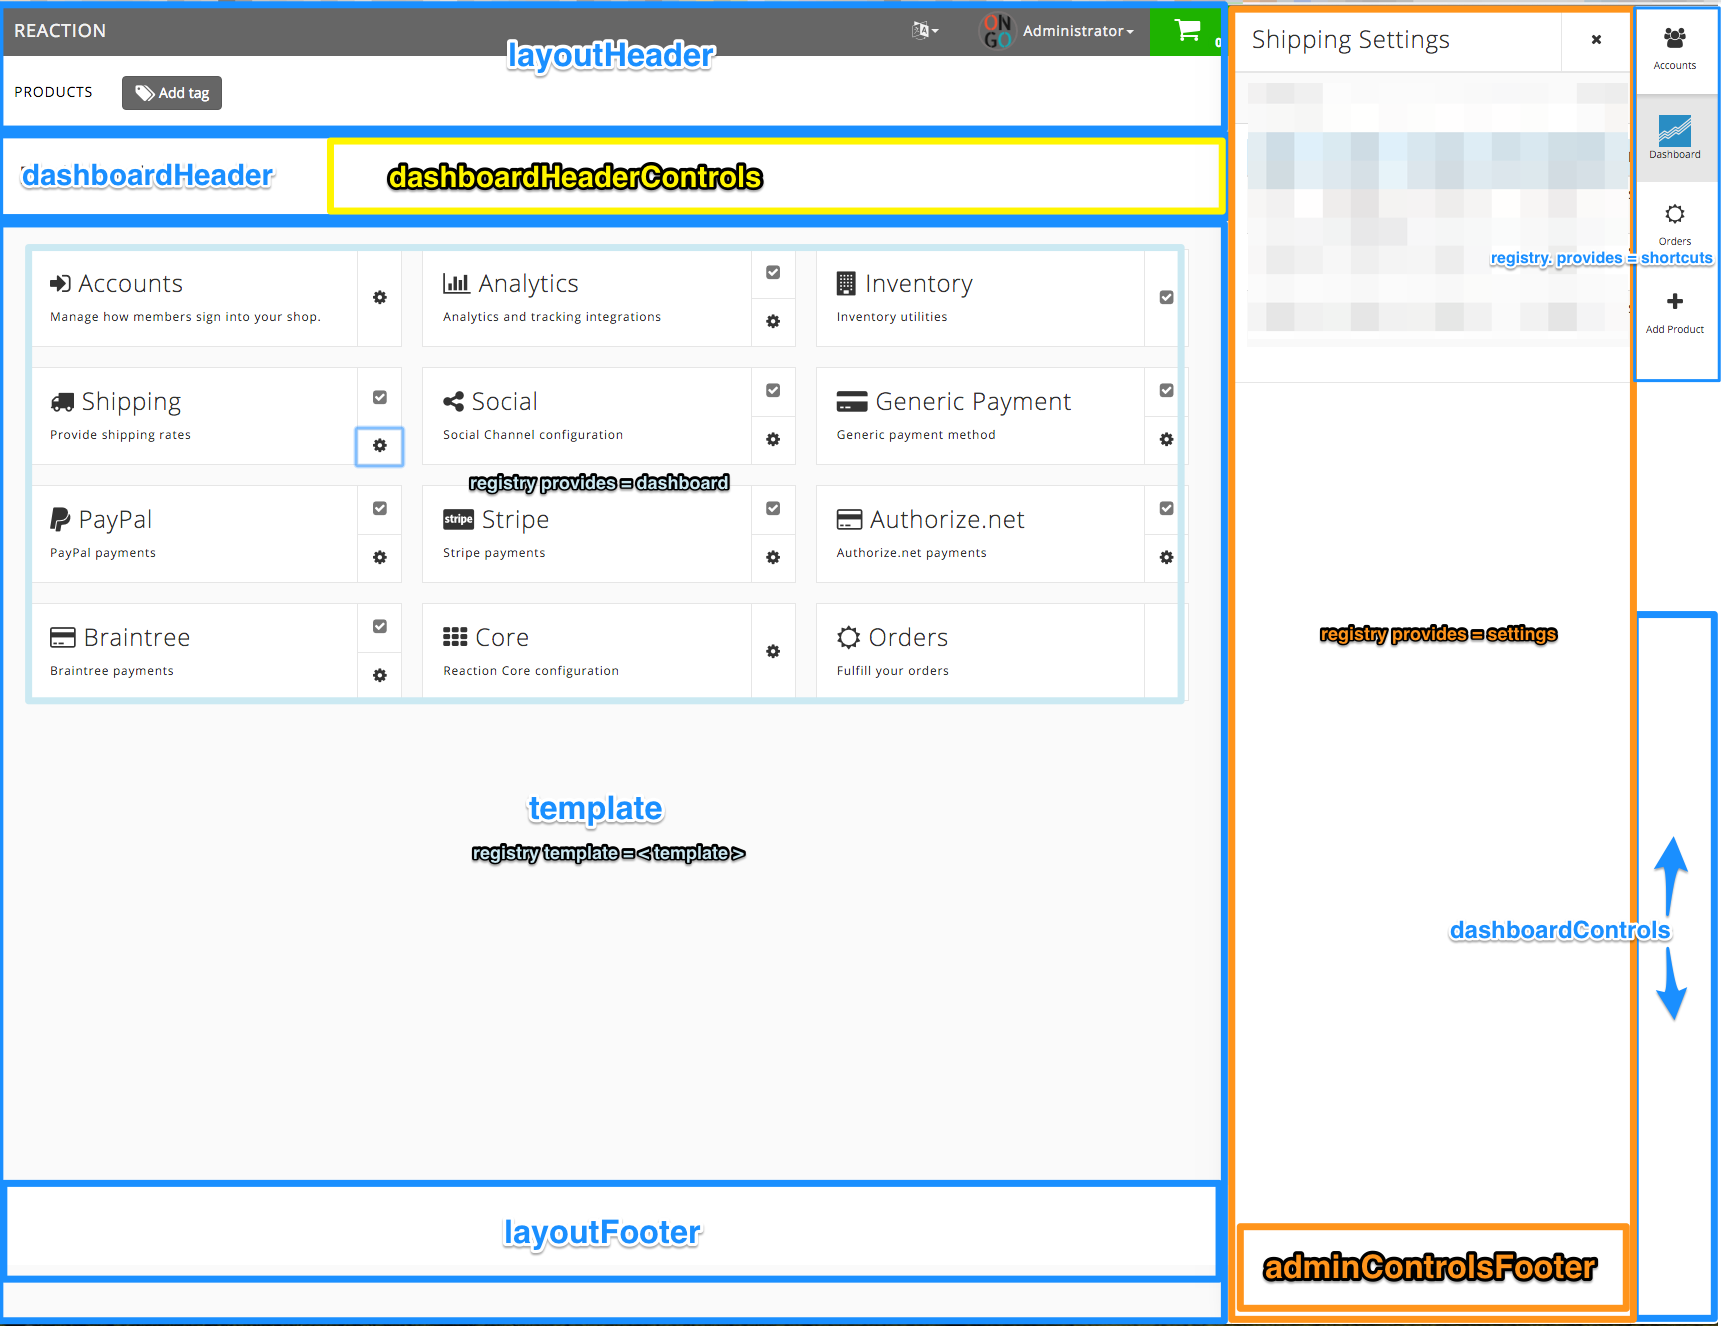 REACTION
ON
GO
Administrator
0
layoutHeader
PRODUCTS
Add tag
dashboardHeader
dashboardHeaderControls
Accounts
Manage how members sign into your shop.
Analytics
Analytics and tracking integrations
Inventory
Inventory utilities
Shipping
Provide shipping rates
Social
Social Channel configuration
Generic Payment
Generic payment method
registry provides = dashboard
PayPal
PayPal payments
stripe Stripe
Stripe payments
Authorize.net
Authorize.net payments
Braintree
Braintree payments
Core
Reaction Core configuration
Orders
Fulfill your orders
template
registry template = < template >
layoutFooter
Shipping Settings
registry provides = settings
adminControlsFooter
Accounts
Dashboard
Orders
registry. provides = shortcuts
Add Product
dashboardControls